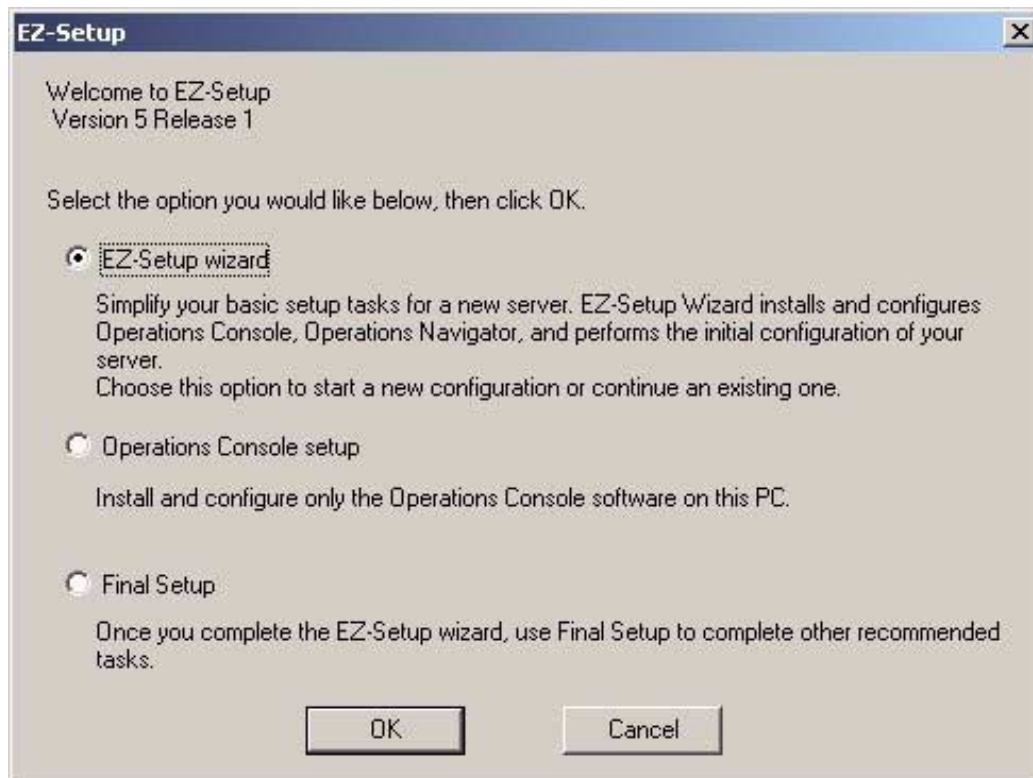 EZ-Setup
Welcome to EZ-Setup
Version 5 Release 1
Select the option you would like below, then click OK.
EZ-Setup wizard
Simplify your basic setup tasks for a new server. EZ-Setup Wizard installs and configures
Operations Console, Operations Navigator, and performs the initial configuration of your
server.
Choose this option to start a new configuration or continue an existing one.
Operations Console setup
Install and configure only the Operations Console software on this PC.
Final Setup
Once you complete the EZ-Setup wizard, use Final Setup to complete other recommended
tasks.
OK Cancel